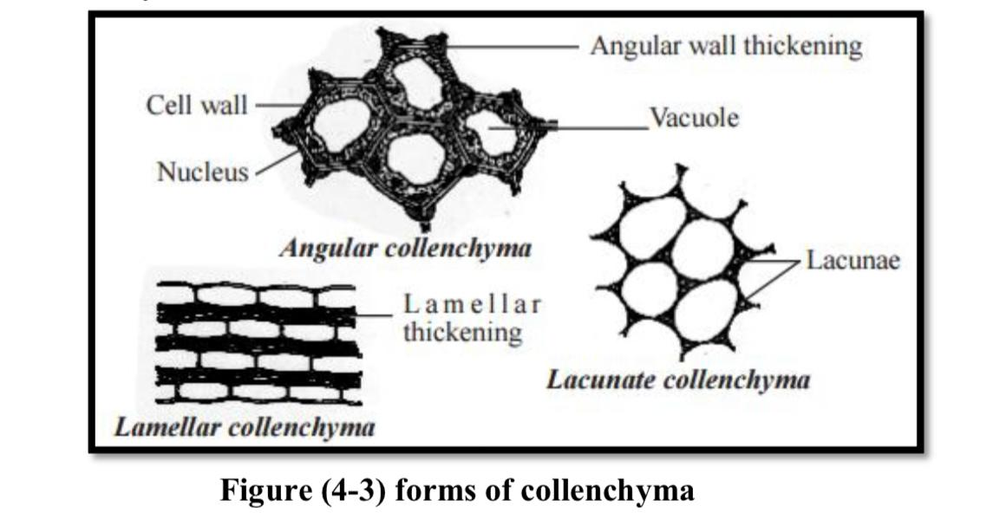 Angular wall thickening
Cell wall
Vacuole
Nucleus
Angular collenchyma
Lacunae
Lamellar
thickening
Lacunate collenchyma
Lamellar collenchyma
Figure (4-3) forms of collenchyma